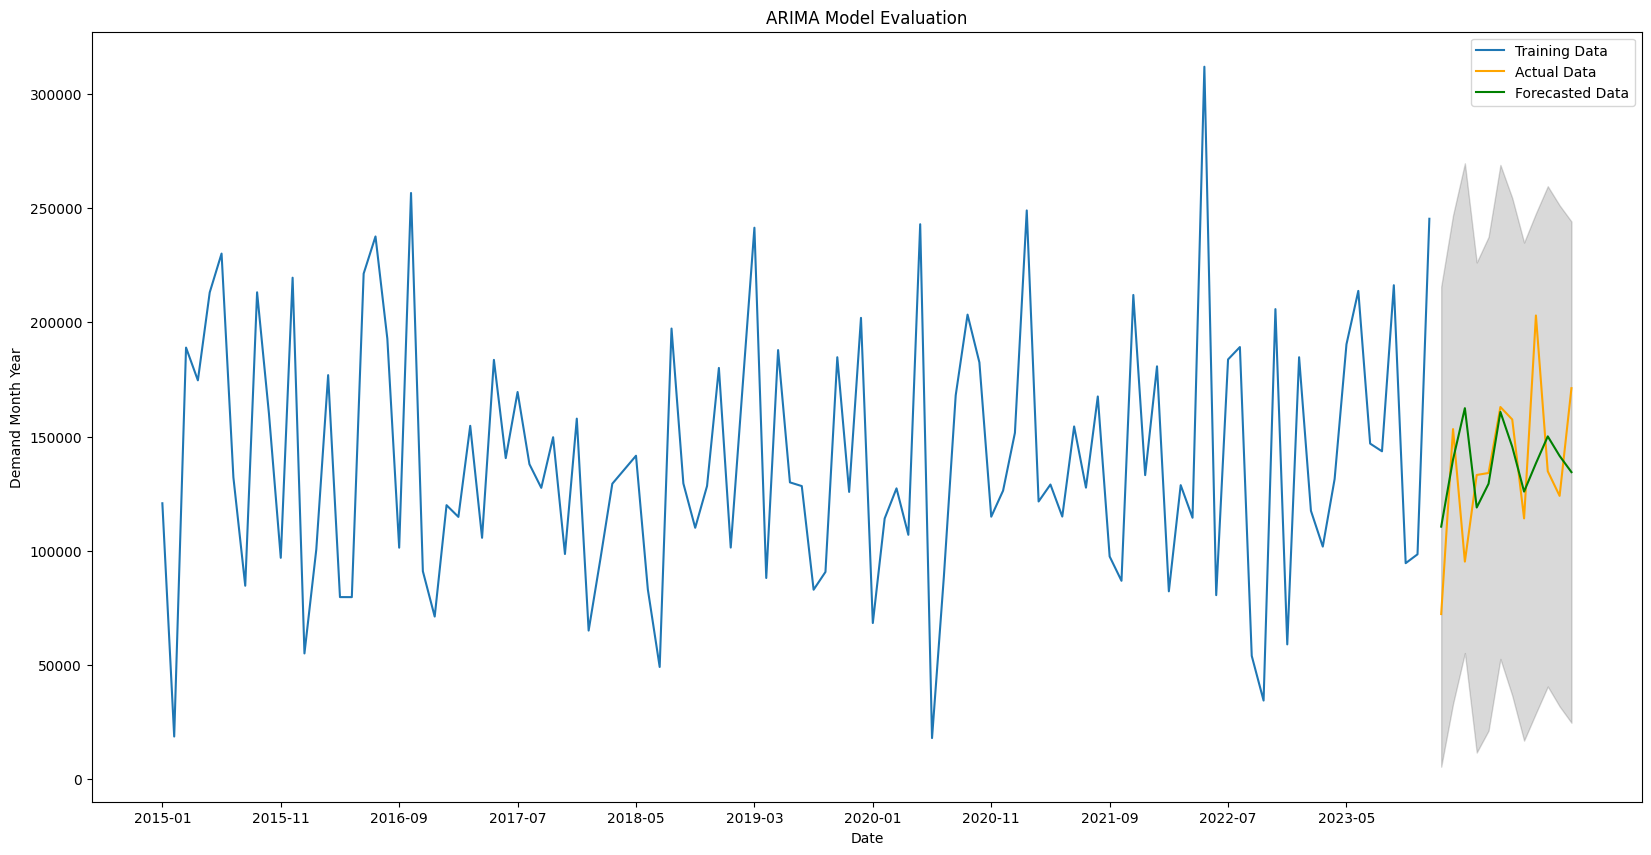 ARIMA Model Evaluation
Training Data
Actual Data
Forecasted Data
Demand Month Year
300000
250000
200000
150000
100000
50000
0
2015-01 2015-11 2016-09 2017-07 2018-05 2019-03 2020-01 2020-11 2021-09 2022-07 2023-05
Date